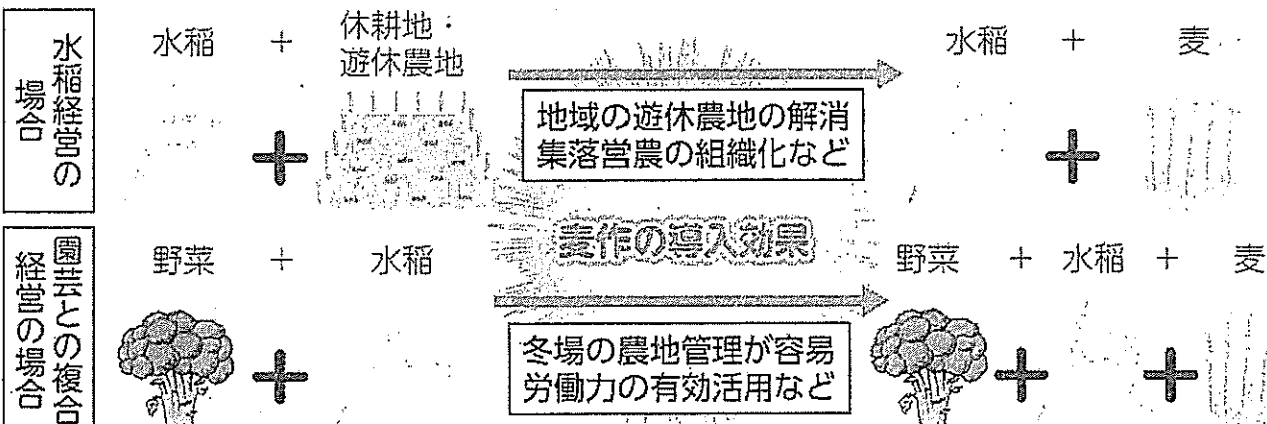 水稲経営の
場合
水稲 + 休耕地・
遊休農地
地域の遊休農地の解消
集落営農の組織化など
水稲 + 麦
麦作の導入効果
園芸との複合
経営の場合
野菜 + 水稲
冬場の農地管理が容易
労働力の有効活用など
野菜 + 水稲 + 麦